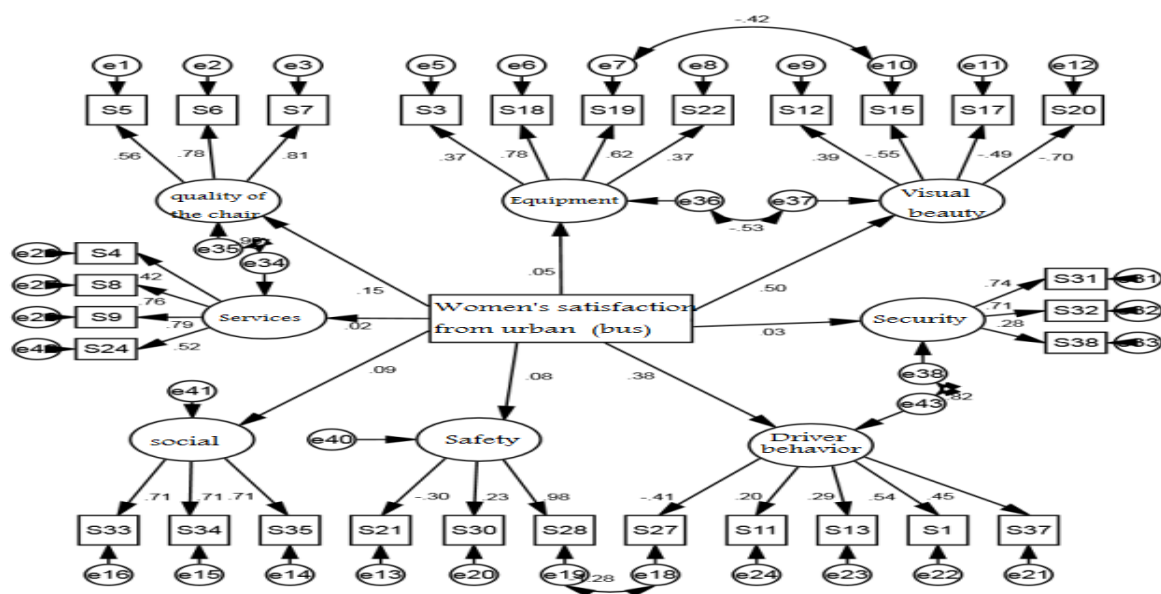 -.42
e1 e2 e3 e5 e6 e7 e8 e9 e10 e11 e12
S5 S6 S7 S3 S18 S19 S22 S12 S15 S17 S20
.56 .78 .81 .37 .78 .62 .37 .39 -.55 -.49 -.70
quality of
the chair
Equipment
Visual
beauty
e36 e37
-.53
e35
e34
S4
.42
S8
.76
S9
.79
S24
.52
Services
.15
.05
.50
.02
Women's satisfaction
from urban (bus)
.03
Security
.74
S31
.71
S32
.28
S38
e38
.82
e43
.09
.08
.38
e41
social
e40
Safety
Driver
behavior
.71 .71 .71 -.30 .23 .98 -.41 .20 .29 .54 .45
S33 S34 S35 S21 S30 S28 S27 S11 S13 S1 S37
e16 e15 e14 e13 e20 e19 e18 e24 e23 e22 e21